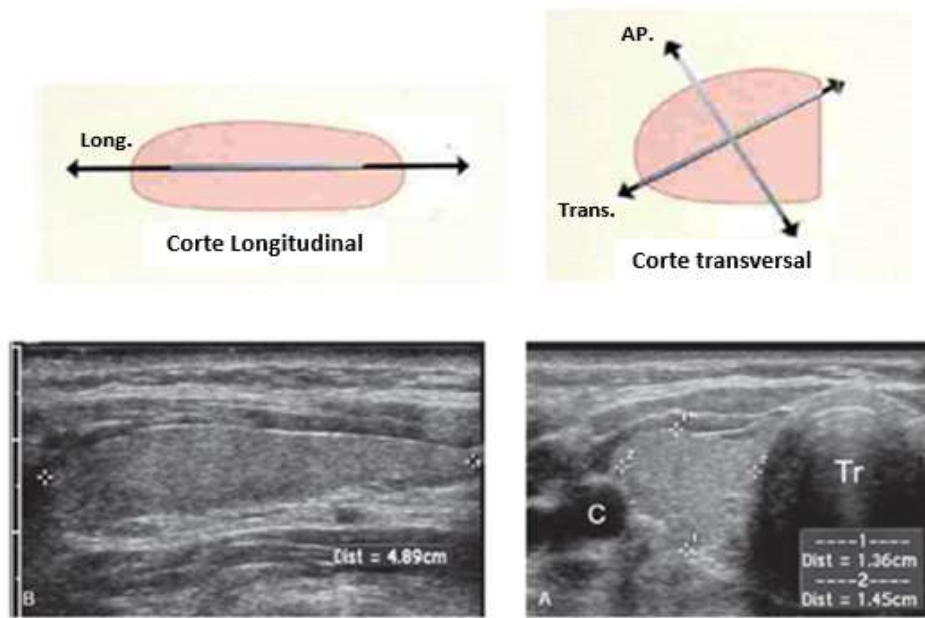 Long.
Corte Longitudinal
AP.
Trans.
Corte transversal
Dist = 4.89cm
B
C
Tr
A
----1----
Dist = 1.36cm
----2----
Dist = 1.45cm